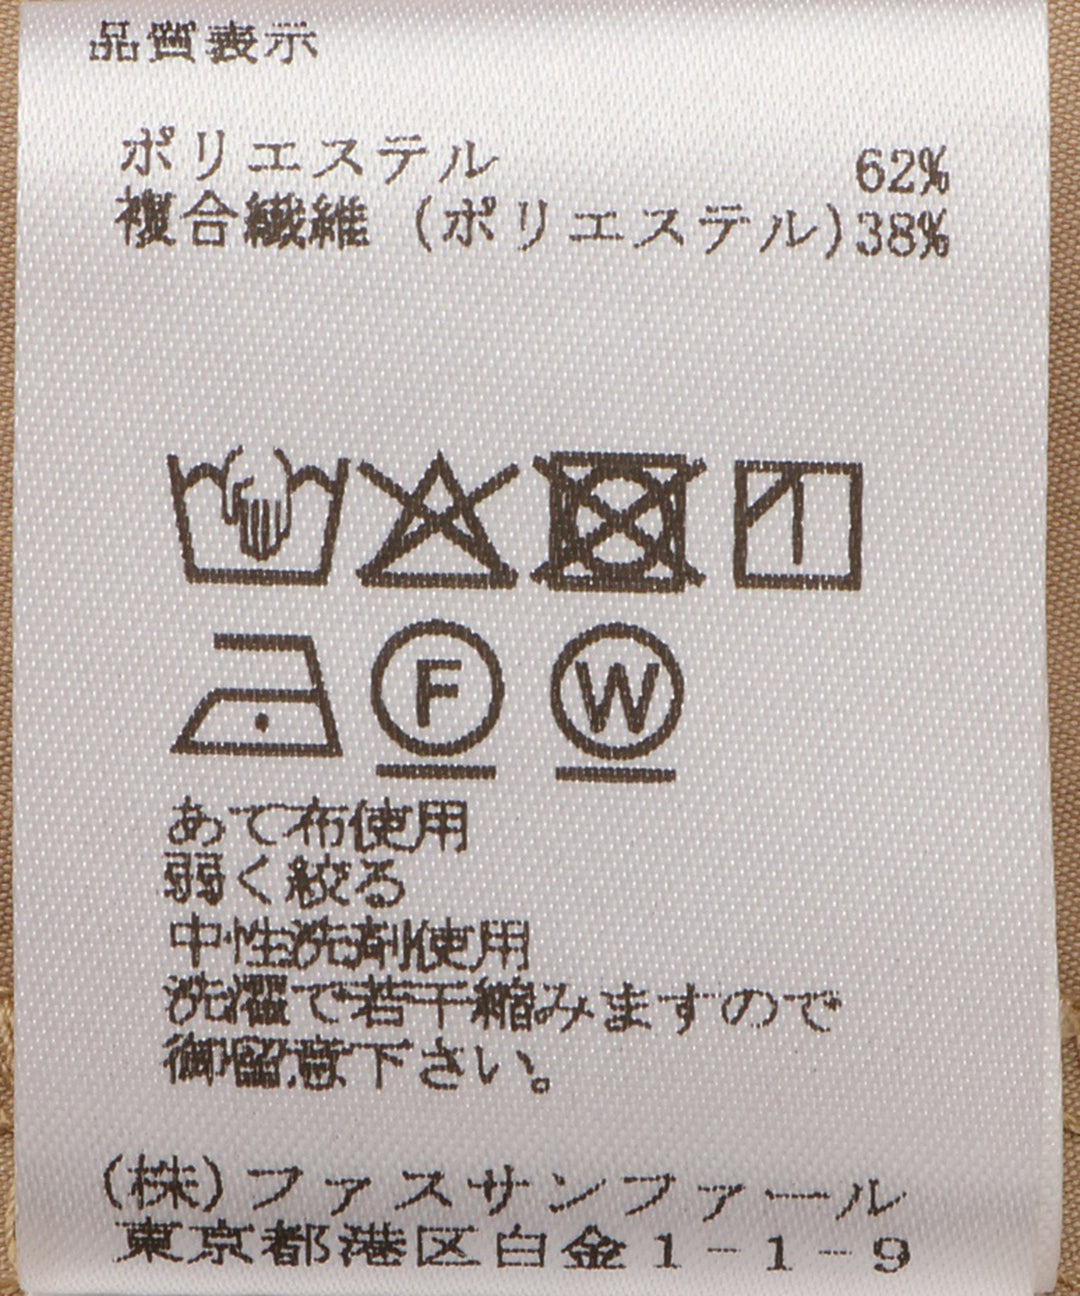 品質表示
ポリエステル 62%
複合繊維 (ポリエステル) 38%
F W
あて布使用
弱く絞る
中性洗剤使用
洗濯で若干縮みますので
御留意下さい。
(株)ファスサンファール
東京都港区白金1-1-9